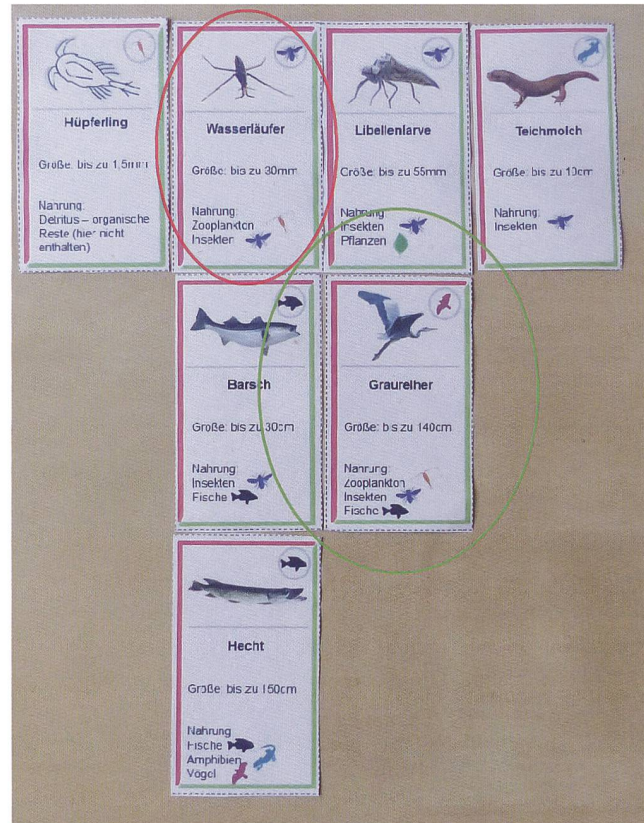 Hüpferling
Größe: bis zu 1,5mm
Nahrung:
Detritus – organische
Reste (hier nicht
enthalten)
Wasserläufer
Größe: bis zu 30mm
Nahrung:
Zooplankton
Insekten
Libellenlarve
Größe: bis zu 55mm
Nahrung
Insekten
Pflanzen
Teichmolch
Größe: bis zu 10cm
Nahrung:
Insekten
Barsch
Größe: bis zu 30cm
Nahrung:
Insekten
Fische
Graureiher
Größe: bis zu 140cm
Nahrung:
Zooplankton
Insekten
Fische
Hecht
Größe: bis zu 150cm
Nahrung
Fische
Amphibien
Vögel